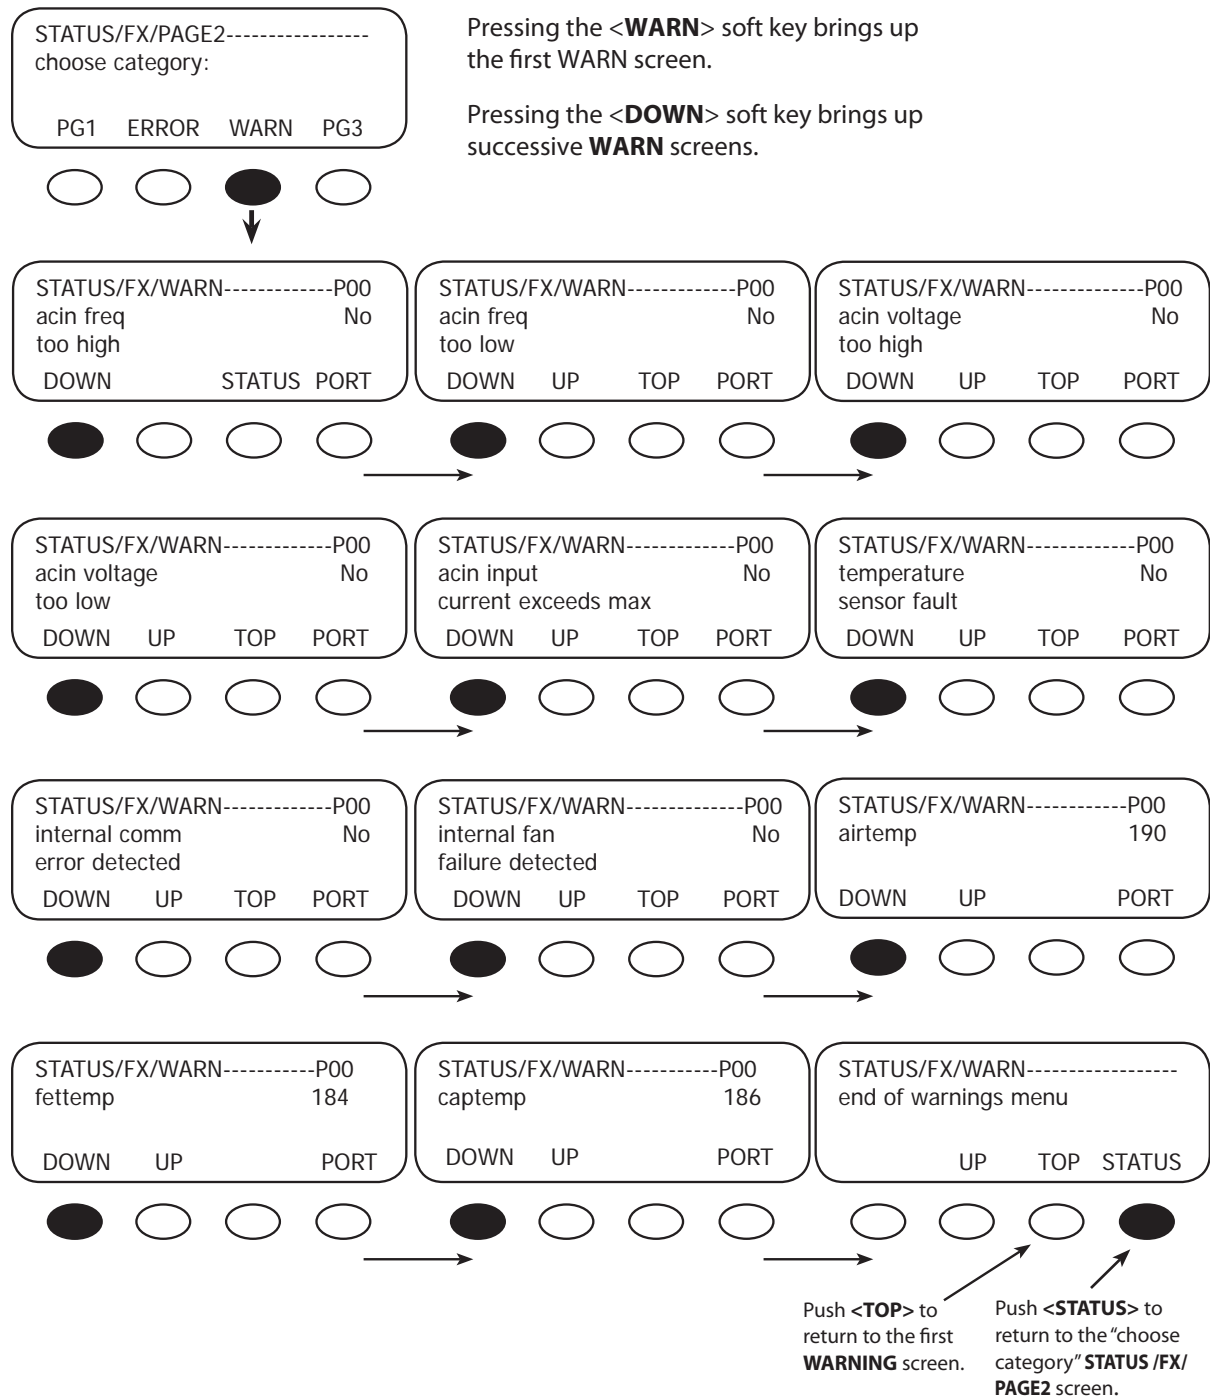 STATUS/FX/PAGE2-----------------
choose category:
PG1 ERROR WARN PG3
Pressing the <WARN> soft key brings up
the first WARN screen.
Pressing the <DOWN> soft key brings up
successive WARN screens.
STATUS/FX/WARN-------------P00
acin freq No
too high
DOWN STATUS PORT
STATUS/FX/WARN-------------P00
acin freq No
too low
DOWN UP TOP PORT
STATUS/FX/WARN--------------P00
acin voltage No
too high
DOWN UP TOP PORT
STATUS/FX/WARN-------------P00
acin voltage No
too low
DOWN UP TOP PORT
STATUS/FX/WARN-------------P00
acin input No
current exceeds max
DOWN UP TOP PORT
STATUS/FX/WARN-------------P00
temperature No
sensor fault
DOWN UP TOP PORT
STATUS/FX/WARN-------------P00
internal comm No
error detected
DOWN UP TOP PORT
STATUS/FX/WARN--------------P00
internal fan No
failure detected
DOWN UP TOP PORT
STATUS/FX/WARN------------P00
airtemp 190
DOWN UP PORT
STATUS/FX/WARN-----------P00
fettemp 184
DOWN UP PORT
STATUS/FX/WARN-----------P00
captemp 186
DOWN UP PORT
STATUS/FX/WARN------------------
end of warnings menu
UP TOP STATUS
Push <TOP> to
return to the first
WARNING screen.
Push <STATUS> to
return to the “choose
category” STATUS /FX/
PAGE2 screen.